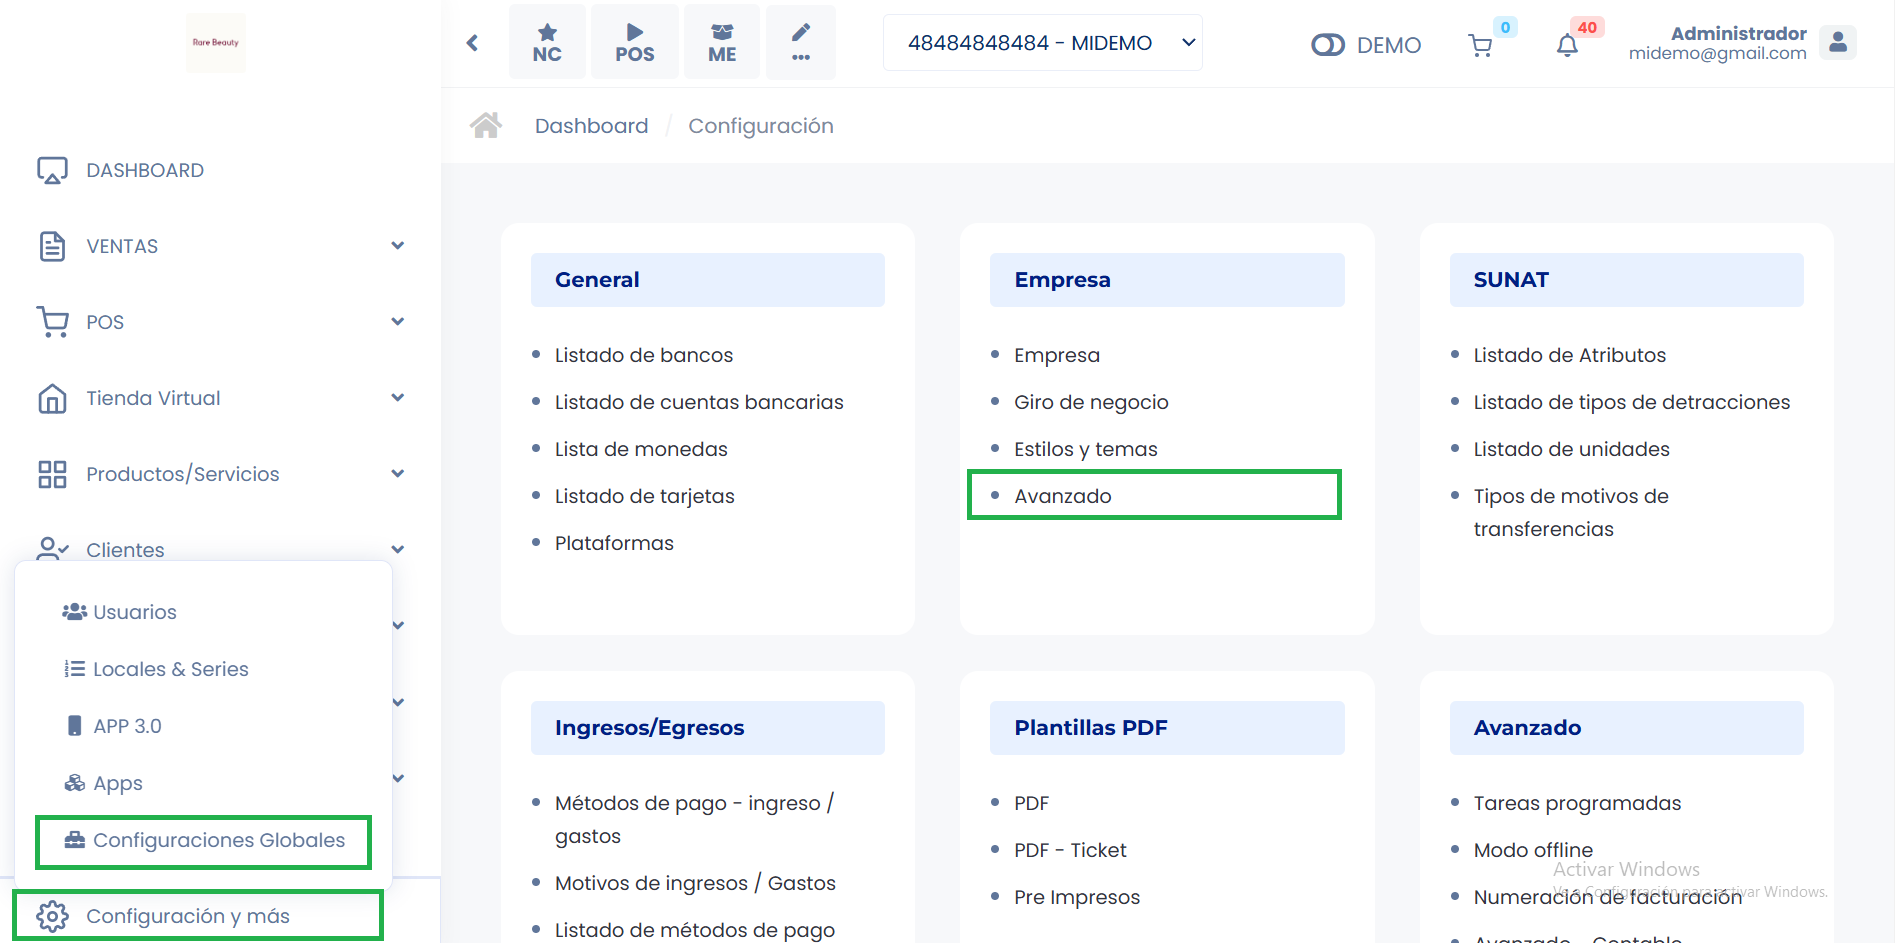 Rare Beauty
NC
POS
ME
...
48484848484 - MIDEMO
DEMO
0
40
Administrador
midemo@gmail.com
Dashboard / Configuración
DASHBOARD
VENTAS
POS
Tienda Virtual
Productos/Servicios
Clientes
Usuarios
Locales & Series
APP 3.0
Apps
Configuraciones Globales
Configuración y más
General
Listado de bancos
Listado de cuentas bancarias
Lista de monedas
Listado de tarjetas
Plataformas
Empresa
Empresa
Giro de negocio
Estilos y temas
Avanzado
SUNAT
Listado de Atributos
Listado de tipos de detracciones
Listado de unidades
Tipos de motivos de
transferencias
Ingresos/Egresos
Métodos de pago - ingreso /
gastos
Motivos de ingresos / Gastos
Listado de métodos de pago
Plantillas PDF
PDF
PDF - Ticket
Pre Impresos
Avanzado
Tareas programadas
Modo offline
Numeración de facturación
Avanzado - Contable
Activar Windows
Ve a Configuración para activar Windows.